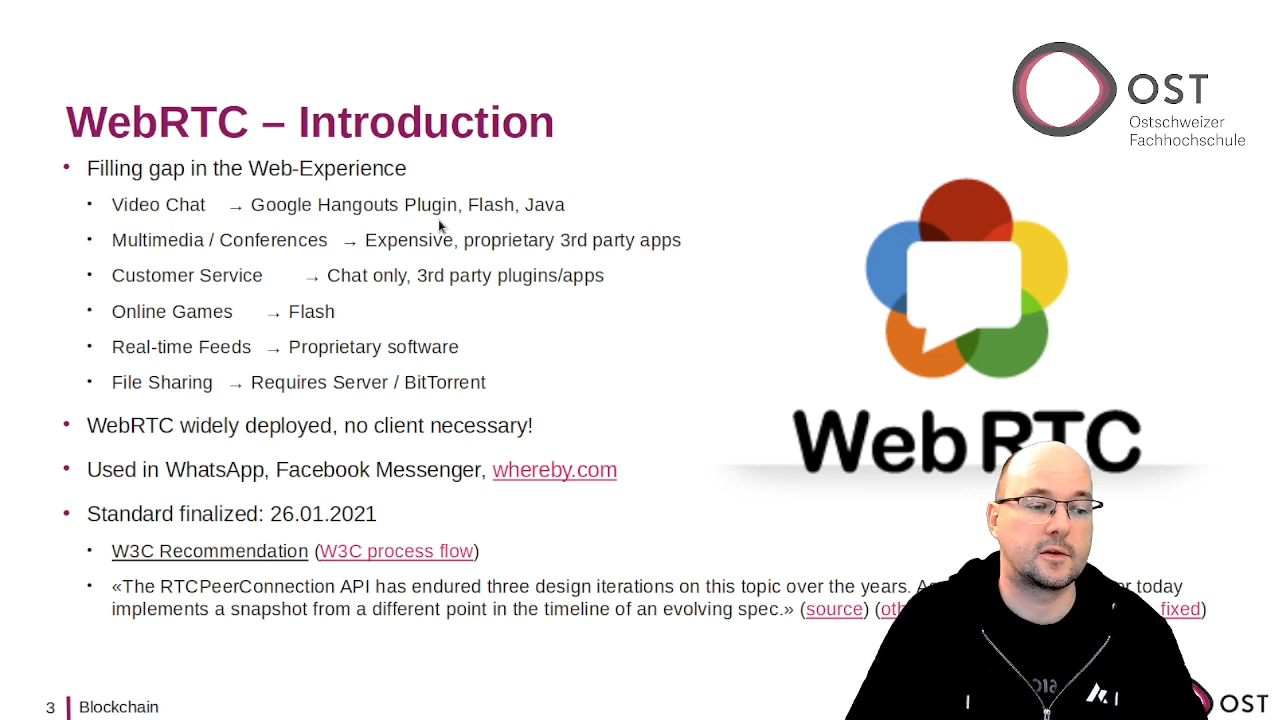 OST
Ostschweizer
Fachhochschule
WebRTC – Introduction
• Filling gap in the Web-Experience
• Video Chat → Google Hangouts Plugin, Flash, Java
• Multimedia / Conferences → Expensive, proprietary 3rd party apps
• Customer Service → Chat only, 3rd party plugins/apps
• Online Games → Flash
• Real-time Feeds → Proprietary software
• File Sharing → Requires Server / BitTorrent
• WebRTC widely deployed, no client necessary!
• Used in WhatsApp, Facebook Messenger, whereby.com
• Standard finalized: 26.01.2021
• W3C Recommendation (W3C process flow)
• «The RTCPeerConnection API has endured three design iterations on this topic over the years. today
implements a snapshot from a different point in the timeline of an evolving spec.» (source) fixed)
WebRTC
3 Blockchain
OST